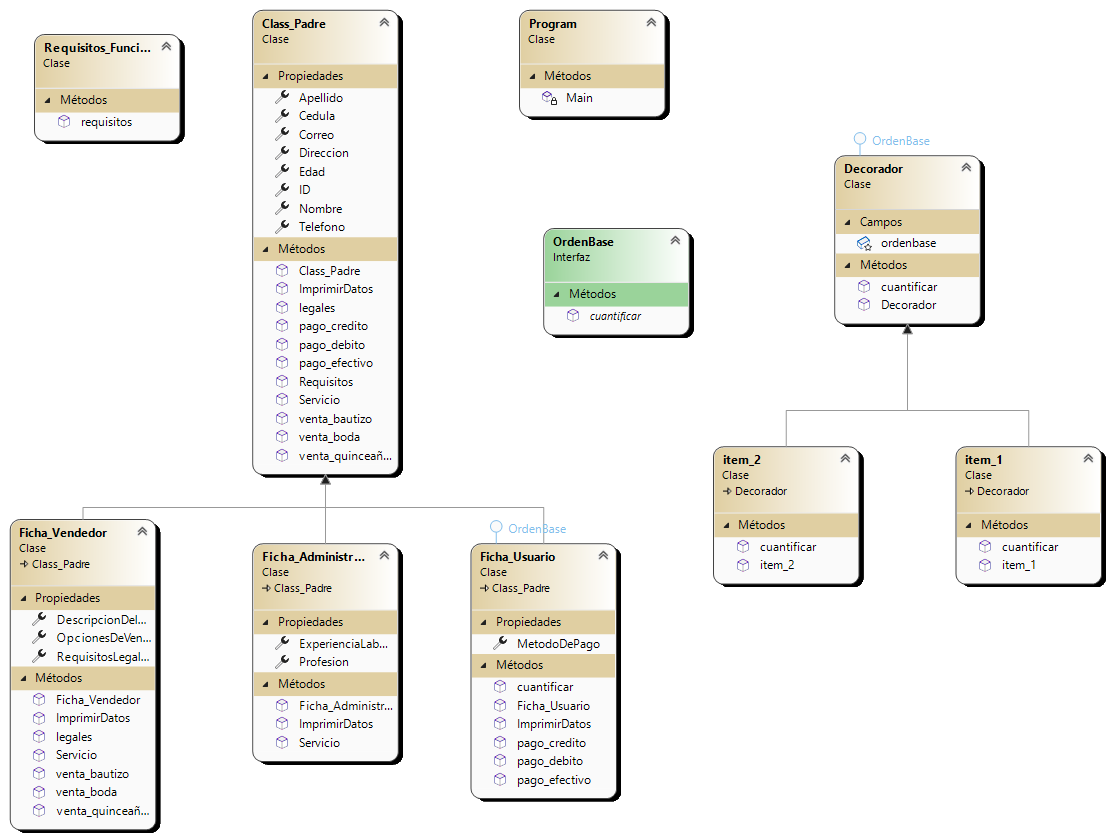 Requisitos_Funci...
Clase
Métodos
requisitos
Class_Padre
Clase
Propiedades
Apellido
Cedula
Correo
Direccion
Edad
ID
Nombre
Telefono
Métodos
Class_Padre
ImprimirDatos
legales
pago_credito
pago_debito
pago_efectivo
Requisitos
Servicio
venta_bautizo
venta_boda
venta_quinceañ...
Program
Clase
Métodos
Main
OrdenBase
Interfaz
Métodos
cuantificar
OrdenBase
Decorador
Clase
Campos
ordenbase
Métodos
cuantificar
Decorador
item_2
Clase
Decorador
Métodos
cuantificar
item_2
item_1
Clase
Decorador
Métodos
cuantificar
item_1
Ficha_Vendedor
Clase
Class_Padre
Propiedades
DescripcionDel...
OpcionesDeVen...
RequisitosLegal...
Métodos
Ficha_Vendedor
ImprimirDatos
legales
Servicio
venta_bautizo
venta_boda
venta_quinceañ...
Ficha_Administr...
Clase
Class_Padre
Propiedades
ExperienciaLab...
Profesion
Métodos
Ficha_Administr...
ImprimirDatos
Servicio
OrdenBase
Ficha_Usuario
Clase
Class_Padre
Propiedades
MetodoDePago
Métodos
cuantificar
Ficha_Usuario
ImprimirDatos
pago_credito
pago_debito
pago_efectivo